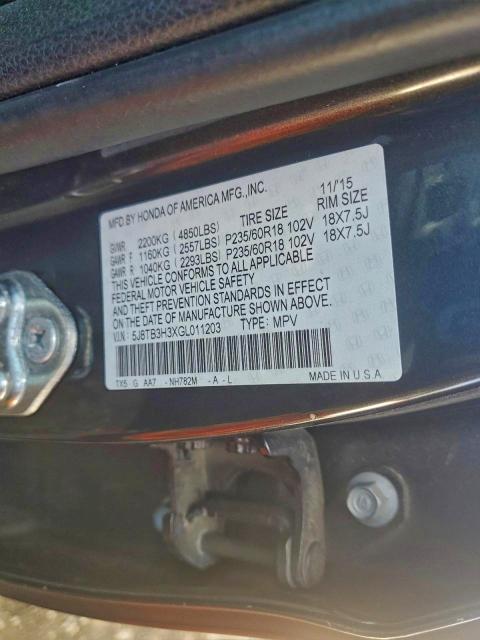 MFD.BY HONDA OF AMERICA MFG.,INC. 11/'15
GVWR 2200KG (4850LBS) TIRE SIZE RIM SIZE
GAWR F 1160KG (2557LBS) P235/60R18 102V 18X7.5J
GAWR R 1040KG (2293LBS) P235/60R18 102V 18X7.5J
THIS VEHICLE CONFORMS TO ALL APPLICABLE
FEDERAL MOTOR VEHICLE SAFETY
AND THEFT PREVENTION STANDARDS IN EFFECT
ON THE DATE OF MANUFACTURE SHOWN ABOVE.
V.I.N: 5J8TB3H3XGL011203 TYPE: MPV
TX5 G AA7 - NH782M - A - L MADE IN U.S.A.